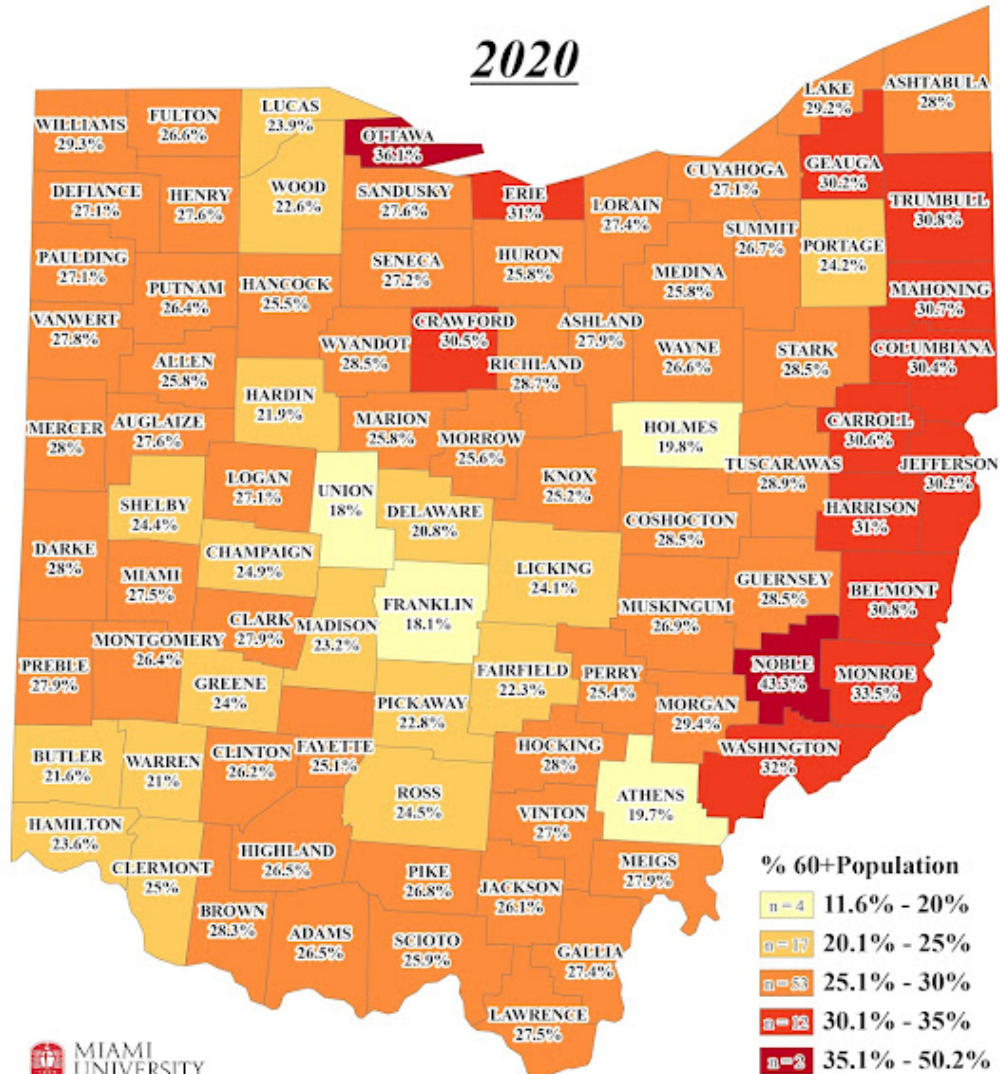 2020
LAKE
29.2%
ASHTABULA
28%
LUCAS
23.9%
FULTON
26.6%
WILLIAMS
29.3%
OTTAWA
36.1%
CUYAHOGA
27.1%
GEAUGA
30.2%
DEFIANCE
27.1%
HENRY
27.6%
WOOD
22.6%
SANDUSKY
27.6%
ERIE
31%
LORAIN
27.4%
TRUMBULL
30.8%
SUMMIT
26.7%
PORTAGE
24.2%
PAULDING
27.1%
PUTNAM
26.4%
HANCOCK
25.5%
SENECA
27.2%
HURON
25.8%
MEDINA
25.8%
MAHONING
30.7%
VANWERT
27.8%
ALLEN
25.8%
WYANDOT
28.5%
CRAWFORD
30.5%
RICHLAND
28.7%
ASHLAND
27.9%
WAYNE
26.6%
STARK
28.5%
COLUMBIANA
30.4%
HARDIN
21.9%
MERCER
28%
AUGLAIZE
27.6%
MARION
25.8%
MORROW
25.6%
HOLMES
19.8%
CARROLL
30.6%
TUSCARAWAS
28.9%
JEFFERSON
30.2%
LOGAN
27.1%
UNION
18%
KNOX
25.2%
SHELBY
24.4%
DELAWARE
20.8%
COSHOCTON
28.5%
HARRISON
31%
DARKE
28%
CHAMPAIGN
24.9%
LICKING
24.1%
MIAMI
27.5%
GUERNSEY
28.5%
BELMONT
30.8%
FRANKLIN
18.1%
MUSKINGUM
26.9%
CLARK
27.9%
MADISON
23.2%
MONTGOMERY
26.4%
PREBLE
27.9%
GREENE
24%
FAIRFIELD
22.3%
PERRY
25.4%
NOBLE
43.3%
MONROE
33.5%
PICKAWAY
22.8%
MORGAN
29.4%
BUTLER
21.6%
WARREN
21%
CLINTON
26.2%
FAYETTE
25.1%
HOCKING
28%
WASHINGTON
32%
ROSS
24.5%
ATHENS
19.7%
VINTON
27%
HAMILTON
23.6%
CLERMONT
25%
HIGHLAND
26.5%
PIKE
26.8%
JACKSON
26.1%
MEIGS
27.9%
BROWN
28.3%
ADAMS
26.5%
SCIOTO
25.9%
GALLIA
27.4%
LAWRENCE
27.5%
% 60+Population
n = 4 11.6% - 20%
n = 17 20.1% - 25%
n = 53 25.1% - 30%
n = 12 30.1% - 35%
n = 2 35.1% - 50.2%
MIAMI
UNIVERSITY